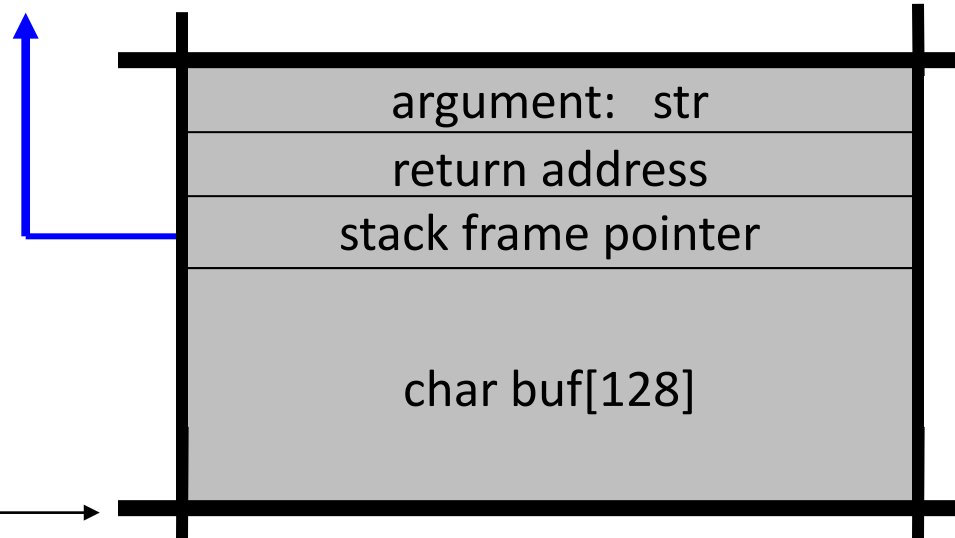 argument: str
return address
stack frame pointer
char buf[128]